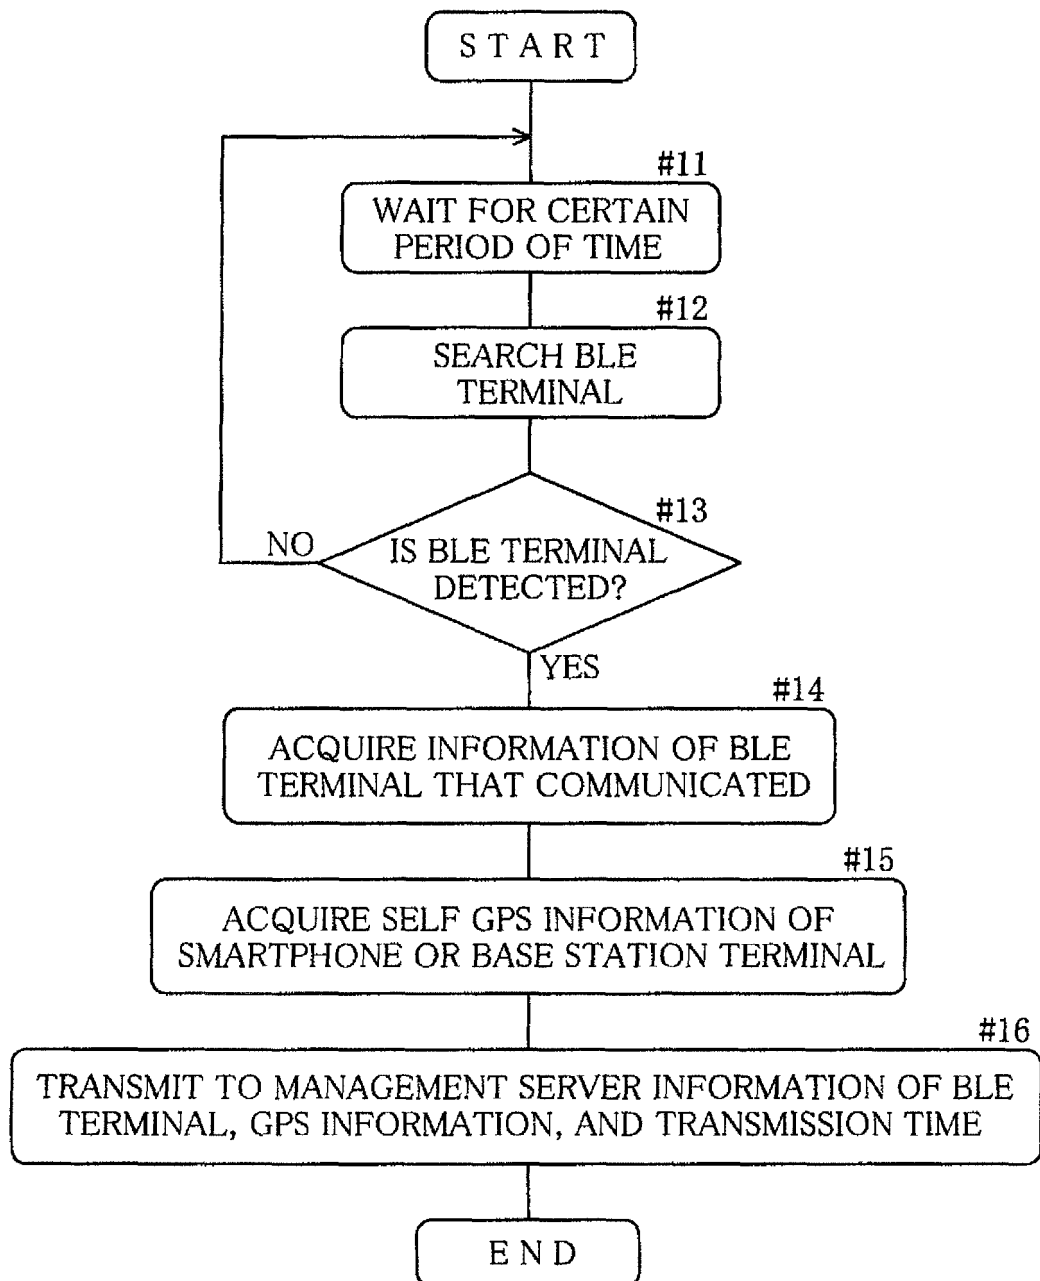 START
#11
WAIT FOR CERTAIN
PERIOD OF TIME
#12
SEARCH BLE
TERMINAL
#13
NO
IS BLE TERMINAL
DETECTED?
YES
#14
ACQUIRE INFORMATION OF BLE
TERMINAL THAT COMMUNICATED
#15
ACQUIRE SELF GPS INFORMATION OF
SMARTPHONE OR BASE STATION TERMINAL
#16
TRANSMIT TO MANAGEMENT SERVER INFORMATION OF BLE
TERMINAL, GPS INFORMATION, AND TRANSMISSION TIME
END